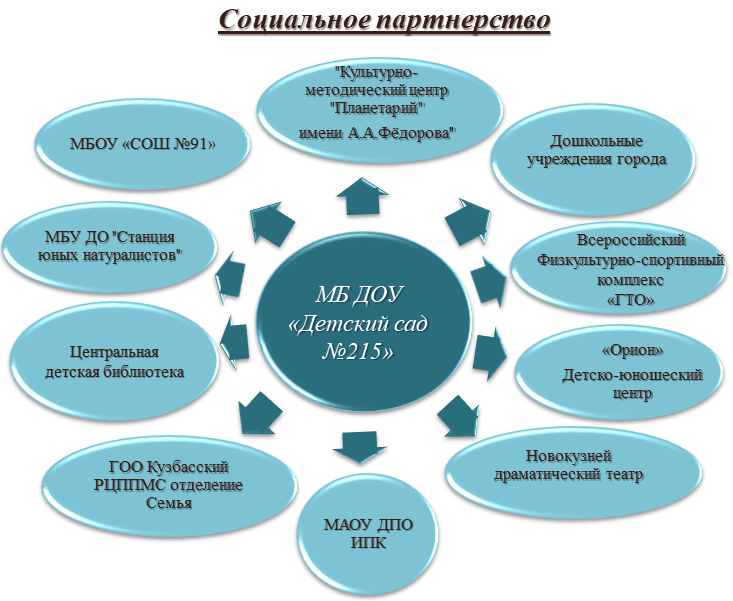 Социальное партнерство
"Культурно-
методический центр
"Планетарий"
имени А.А.Фёдорова"
МБОУ «СОШ №91»
Дошкольные
учреждения города
МБУ ДО "Станция
юных натуралистов"
Всероссийский
Физкультурно-спортивный
комплекс
«ГТО»
МБ ДОУ
«Детский сад
№215»
Центральная
детская библиотека
«Орион»
Детско-юношеский
центр
ГОО Кузбасский
РЦППМС отделение
Семья
Новокузней
драматический театр
МАОУ ДПО
ИПК